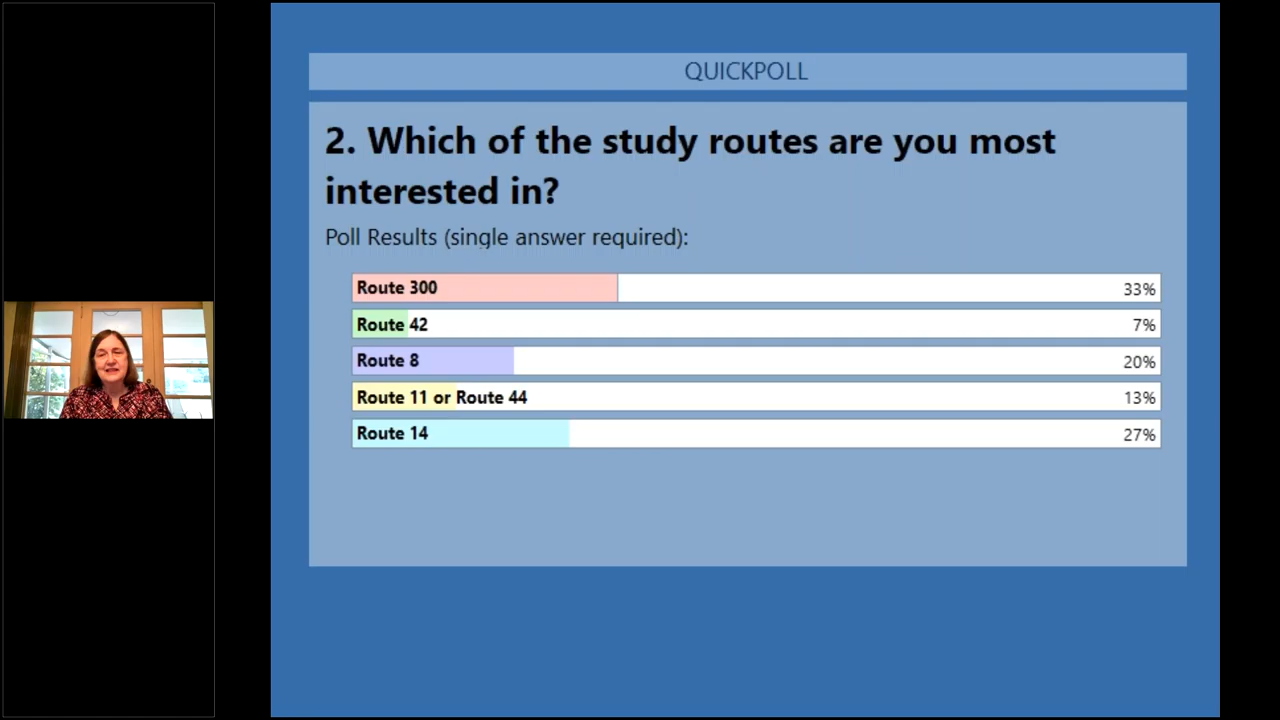 QUICKPOLL
2. Which of the study routes are you most
interested in?
Poll Results (single answer required):
Route 300 33%
Route 42 7%
Route 8 20%
Route 11 or Route 44 13%
Route 14 27%